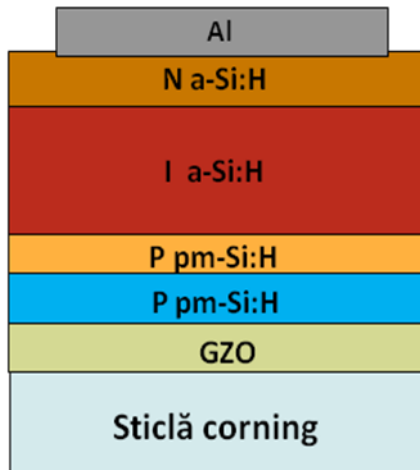 Al
N a-Si:H
I a-Si:H
P pm-Si:H
P pm-Si:H
GZO
Sticlă corning